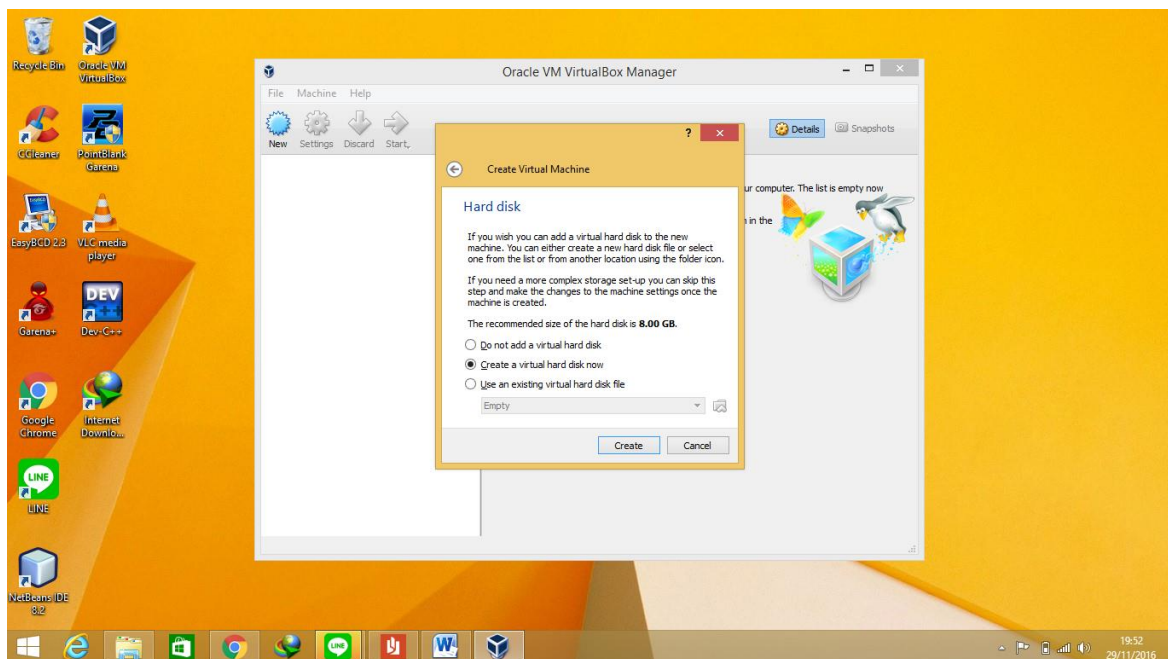 Recycle Bin
Oracle VM
VirtualBox
CCleaner
PointBlank
Garena
EasyBCD 2.3
VLC media
player
Garena+
DEV
Dev-C++
Google
Chrome
Internet
Downlo...
LINE
LINE
NetBeans IDE
8.2
Oracle VM VirtualBox Manager
File Machine Help
New Settings Discard Start
Details Snapshots
ur computer. The list is empty now
n in the
?
Create Virtual Machine
Hard disk
If you wish you can add a virtual hard disk to the new
machine. You can either create a new hard disk file or select
one from the list or from another location using the folder icon.
If you need a more complex storage set-up you can skip this
step and make the changes to the machine settings once the
machine is created.
The recommended size of the hard disk is 8.00 GB.
Do not add a virtual hard disk
Create a virtual hard disk now
Use an existing virtual hard disk file
Empty
Create Cancel
LINE
19:52
29/11/2016